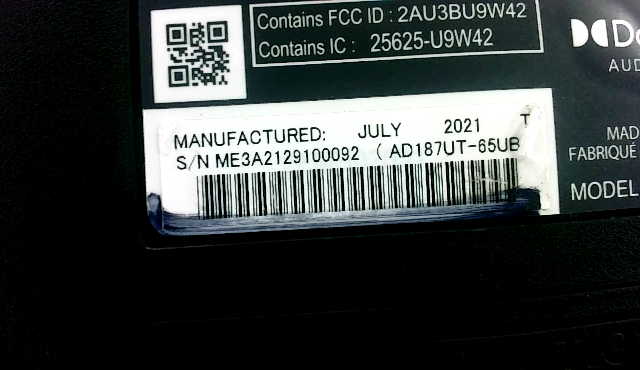 Contains FCC ID : 2AU3BU9W42
Contains IC : 25625-U9W42
MANUFACTURED: JULY 2021 T
S/N ME3A2129100092 ( AD187UT-65UB
AUD
MAD
FABRIQUÉ
MODEL